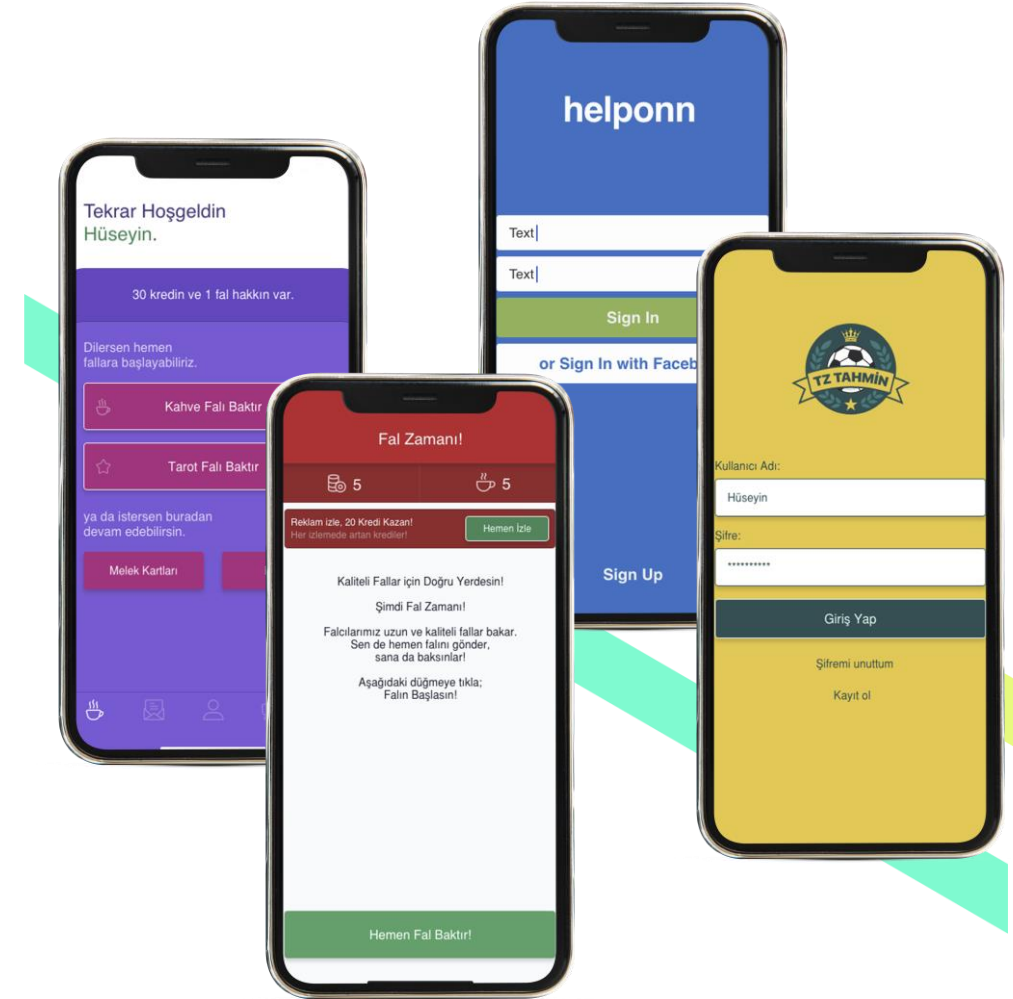 Tekrar Hoşgeldin
Hüseyin.
30 kredin ve 1 fal hakkın var.
Dilersen hemen
fallara başlayabiliriz.
Kahve Falı Baktır
Tarot Falı Baktır
ya da istersen buradan
devam edebilirsin.
Melek Kartları
Fal Zamanı!
5
5
Reklam izle, 20 Kredi Kazan!
Her izlemede artan krediler!
Hemen İzle
Kaliteli Fallar için Doğru Yerdesin!
Şimdi Fal Zamanı!
Falcılarımız uzun ve kaliteli fallar bakar.
Sen de hemen falını gönder,
sana da baksınlar!
Aşağıdaki düğmeye tıkla;
Falın Başlasın!
Hemen Fal Baktır!
helponn
Text
Text
Sign In
or Sign In with Faceb
Sign Up
TZ TAHMİN
Kullanıcı Adı:
Hüseyin
Şifre:
**********
Giriş Yap
Şifremi unuttum
Kayıt ol